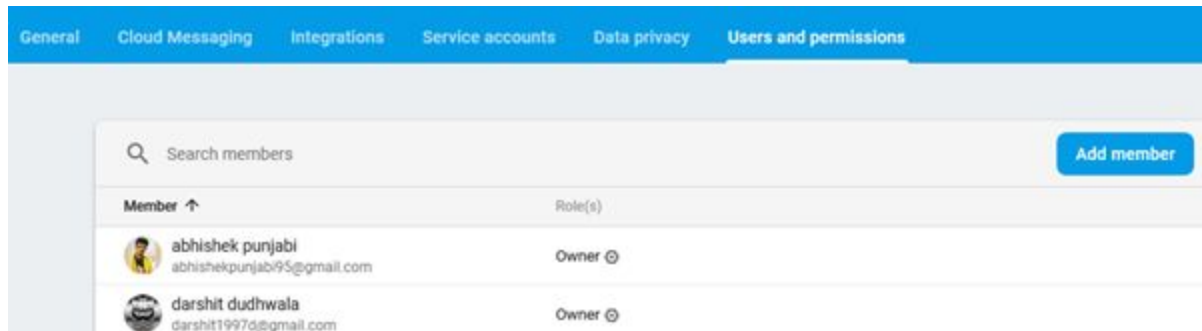 General Cloud Messaging Integrations Service accounts Data privacy Users and permissions
Search members Add member
Member ↑ Role(s)
abhishek punjabi
abhishekpunjabi95@gmail.com Owner
darshit dudhwala
darshit1997d@gmail.com Owner